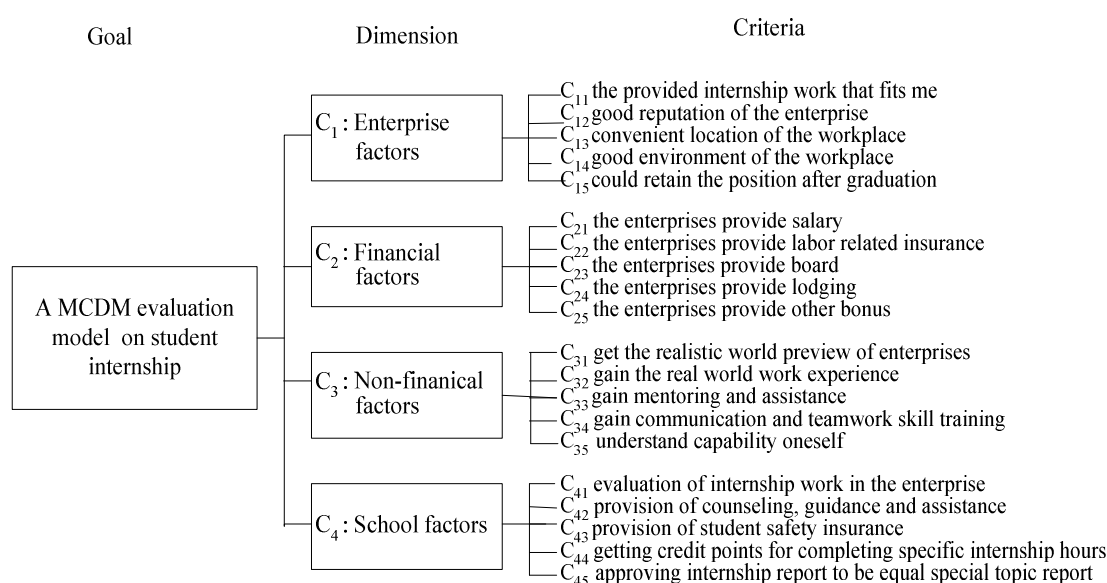 Goal
Dimension
Criteria
A MCDM evaluation
model on student
internship
C1 : Enterprise
factors
C11 the provided internship work that fits me
C12 good reputation of the enterprise
C13 convenient location of the workplace
C14 good environment of the workplace
C15 could retain the position after graduation
C2 : Financial
factors
C21 the enterprises provide salary
C22 the enterprises provide labor related insurance
C23 the enterprises provide board
C24 the enterprises provide lodging
C25 the enterprises provide other bonus
C3 : Non-finanical
factors
C31 get the realistic world preview of enterprises
C32 gain the real world work experience
C33 gain mentoring and assistance
C34 gain communication and teamwork skill training
C35 understand capability oneself
C4 : School factors
C41 evaluation of internship work in the enterprise
C42 provision of counseling, guidance and assistance
C43 provision of student safety insurance
C44 getting credit points for completing specific internship hours
C45 approving internship report to be equal special topic report